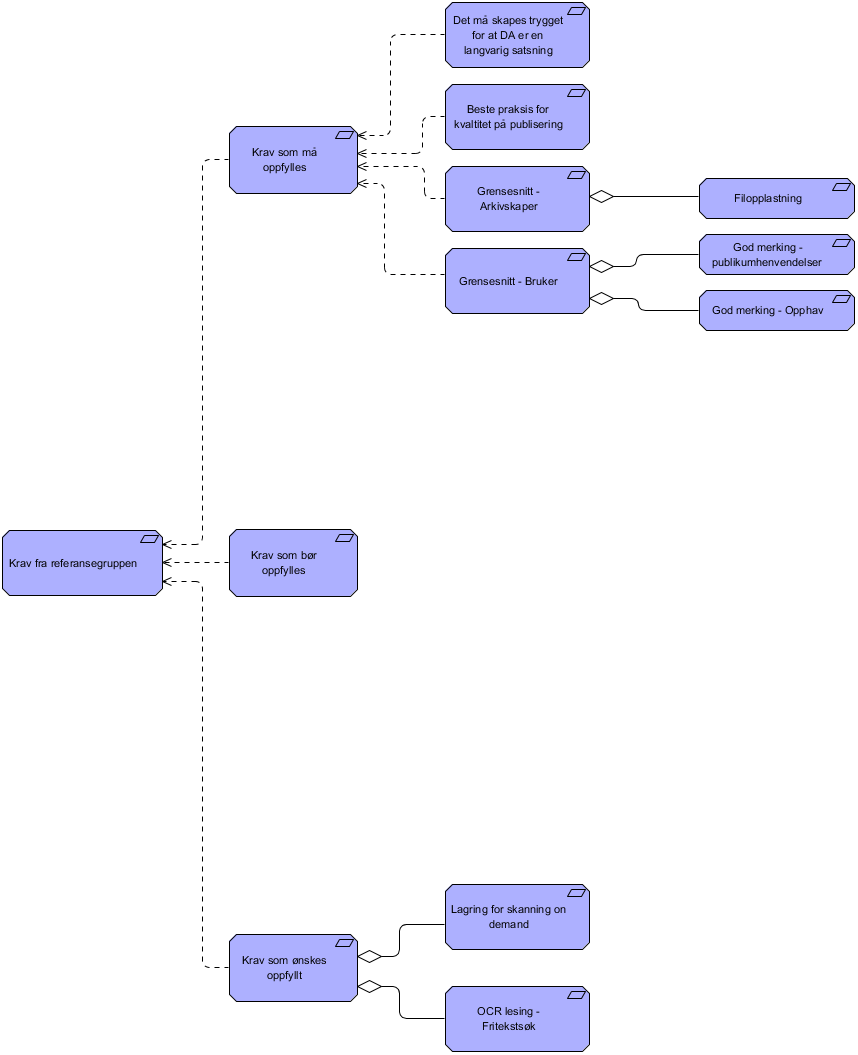 Det må skapes trygget
for at DA er en
langvarig satsning
Beste praksis for
kvaltitet på publisering
Krav som må
oppfylles
Grensesnitt -
Arkivskaper
Filopplastning
God merking -
publikumhenvendelser
Grensesnitt - Bruker
God merking - Opphav
Krav fra referansegruppen
Krav som bør
oppfylles
Lagring for skanning on
demand
Krav som ønskes
oppfyllt
OCR lesing -
Fritekstsøk